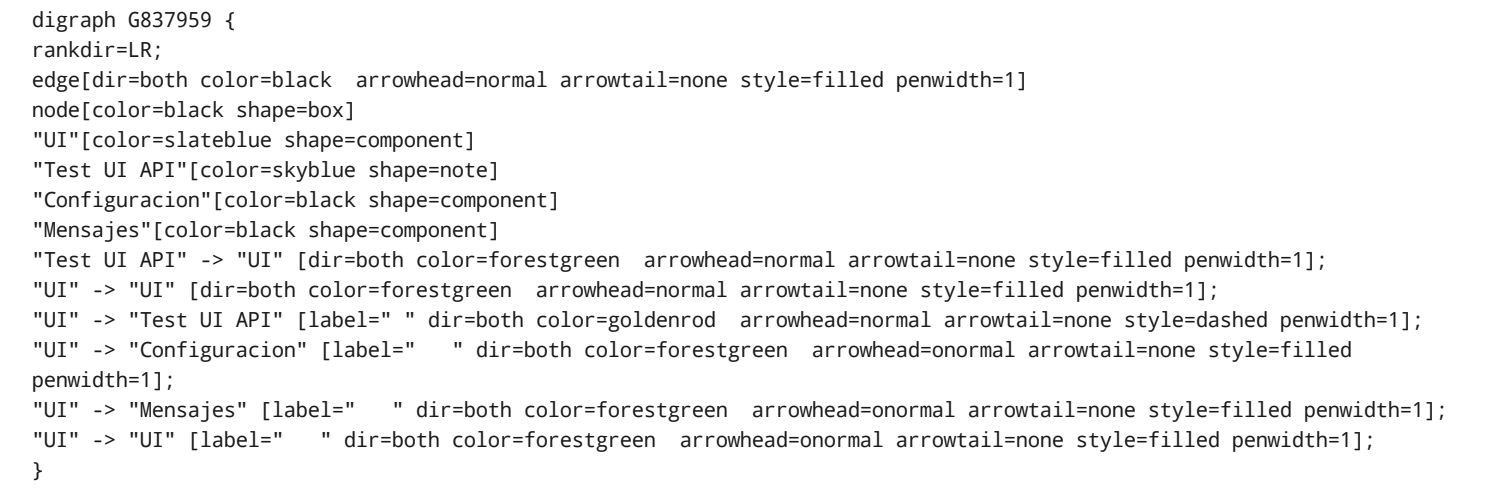 digraph G837959 {
rankdir=LR;
edge[dir=both color=black  arrowhead=normal arrowtail=none style=filled penwidth=1]
node[color=black shape=box]
"UI"[color=slateblue shape=component]
"Test UI API"[color=skyblue shape=note]
"Configuracion"[color=black shape=component]
"Mensajes"[color=black shape=component]
"Test UI API" -> "UI" [dir=both color=forestgreen  arrowhead=normal arrowtail=none style=filled penwidth=1];
"UI" -> "UI" [dir=both color=forestgreen  arrowhead=normal arrowtail=none style=filled penwidth=1];
"UI" -> "Test UI API" [label=" " dir=both color=goldenrod  arrowhead=normal arrowtail=none style=dashed penwidth=1];
"UI" -> "Configuracion" [label="   " dir=both color=forestgreen  arrowhead=onormal arrowtail=none style=filled
penwidth=1];
"UI" -> "Mensajes" [label="   " dir=both color=forestgreen  arrowhead=onormal arrowtail=none style=filled penwidth=1];
"UI" -> "UI" [label="   " dir=both color=forestgreen  arrowhead=onormal arrowtail=none style=filled penwidth=1];
}